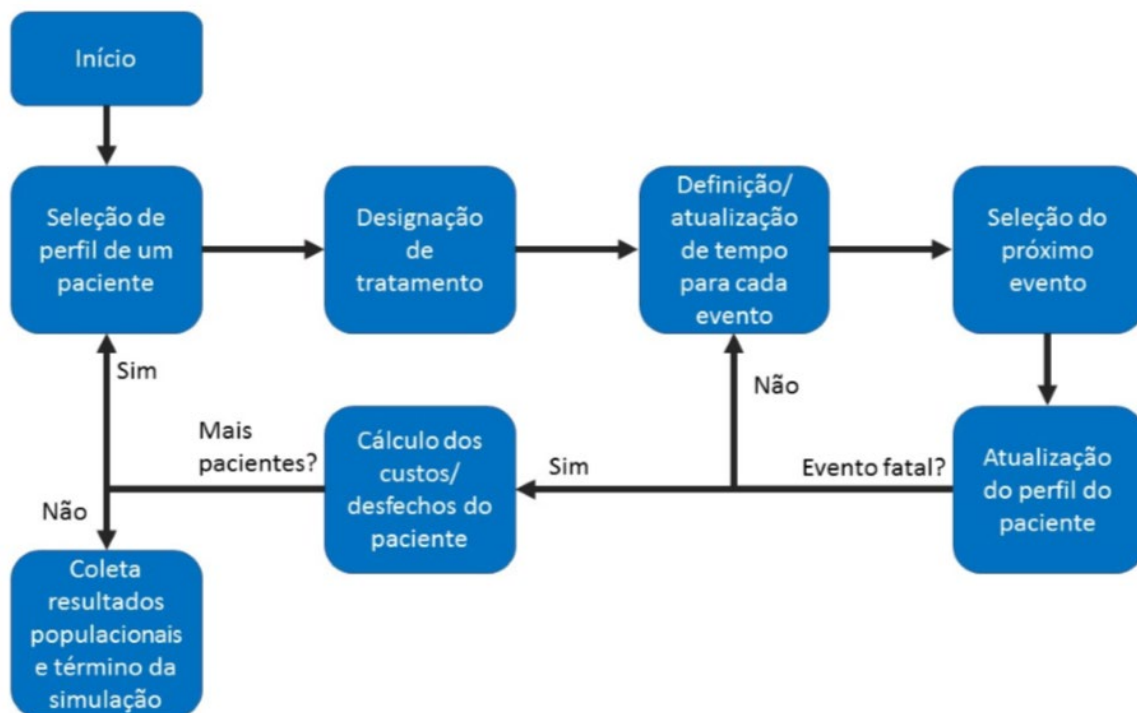 Início
Seleção de
perfil de um
paciente
Designação
de
tratamento
Definição/
atualização
de tempo
para cada
evento
Seleção do
próximo
evento
Sim
Não
Mais
pacientes?
Cálculo dos
custos/
desfechos do
paciente
Sim
Evento fatal?
Atualização
do perfil do
paciente
Não
Coleta
resultados
populacionais
e término da
simulação